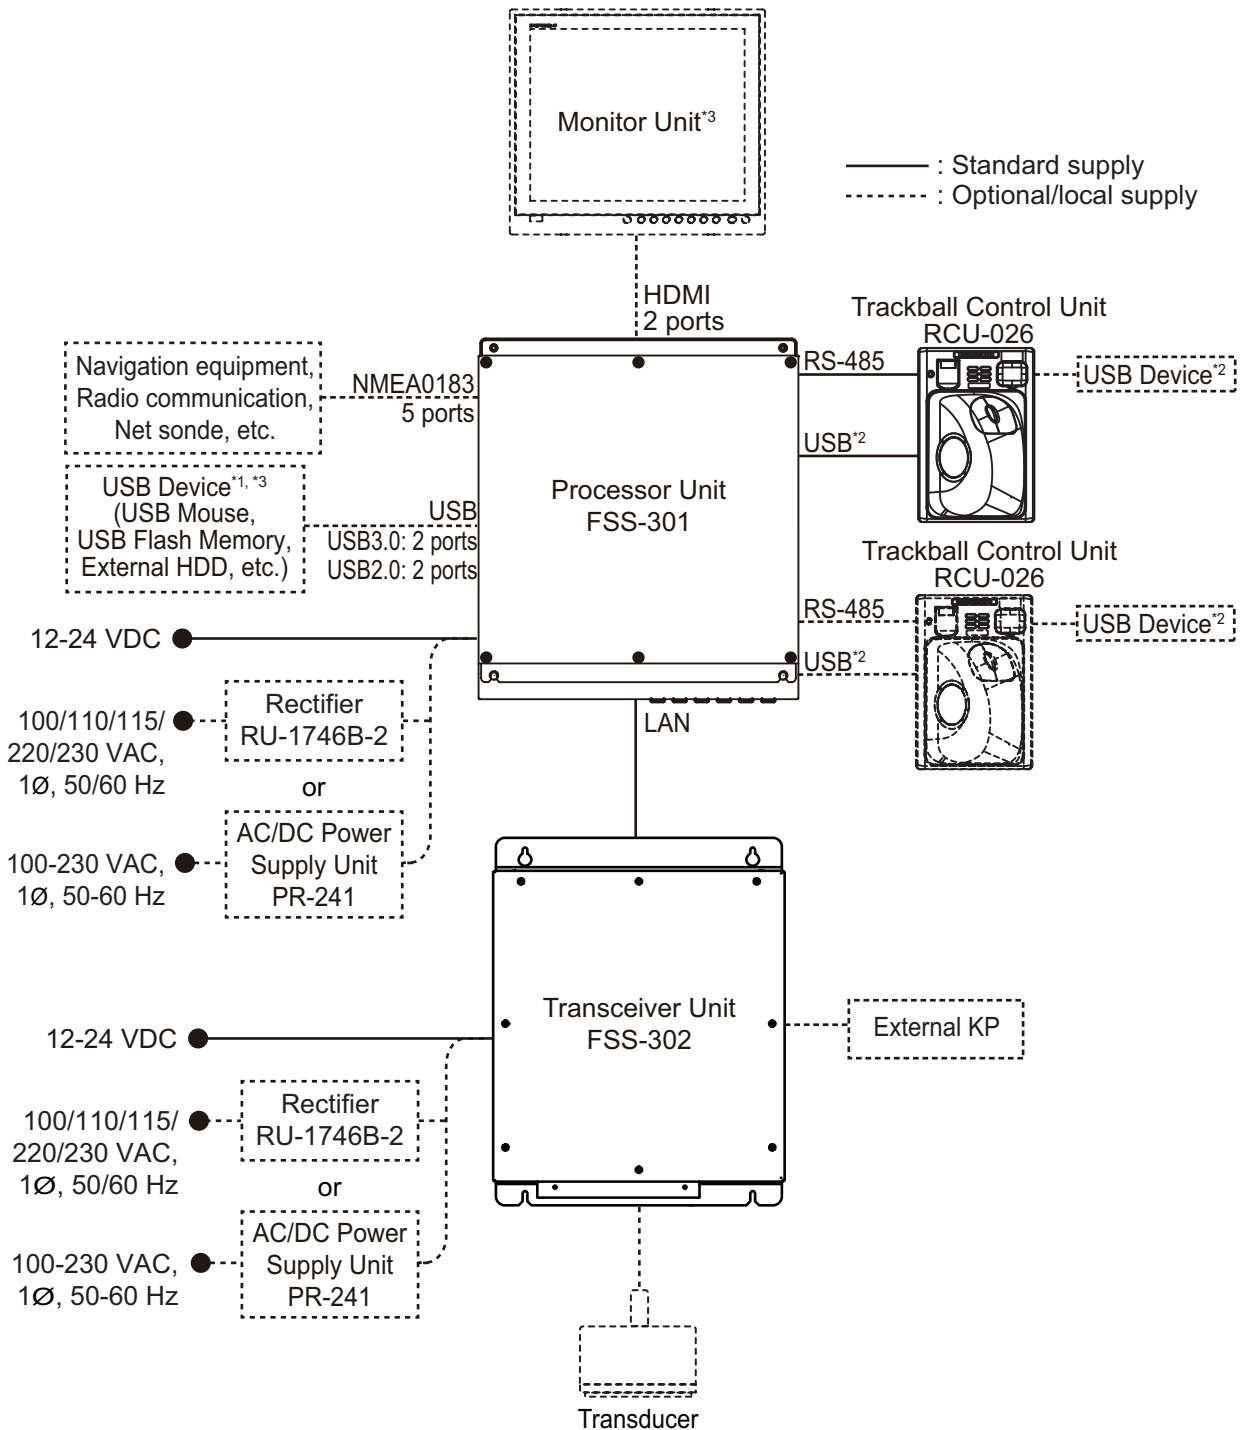 Monitor Unit*3
: Standard supply
: Optional/local supply
HDMI
2 ports
Trackball Control Unit
RCU-026
Navigation equipment,
Radio communication,
Net sonde, etc.
NMEA0183
5 ports
RS-485
USB Device*2
USB*2
USB Device*1, *3
(USB Mouse,
USB Flash Memory,
External HDD, etc.)
USB
USB3.0: 2 ports
USB2.0: 2 ports
Processor Unit
FSS-301
Trackball Control Unit
RCU-026
RS-485
USB Device*2
USB*2
12-24 VDC
Rectifier
RU-1746B-2
100/110/115/
220/230 VAC,
1Ø, 50/60 Hz
or
LAN
AC/DC Power
Supply Unit
PR-241
100-230 VAC,
1Ø, 50-60 Hz
Transceiver Unit
FSS-302
External KP
12-24 VDC
Rectifier
RU-1746B-2
100/110/115/
220/230 VAC,
1Ø, 50/60 Hz
or
AC/DC Power
Supply Unit
PR-241
100-230 VAC,
1Ø, 50-60 Hz
Transducer